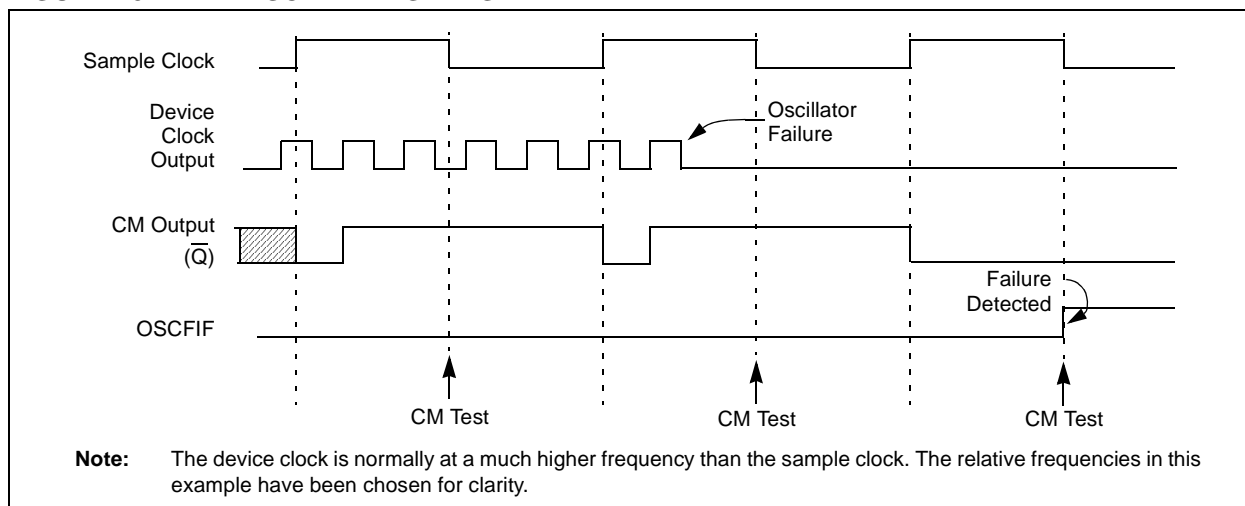 Sample Clock
Device
Clock
Output
Oscillator
Failure
CM Output
(Q)
Failure
Detected
OSCFIF
CM Test
CM Test
CM Test
Note: The device clock is normally at a much higher frequency than the sample clock. The relative frequencies in this
example have been chosen for clarity.